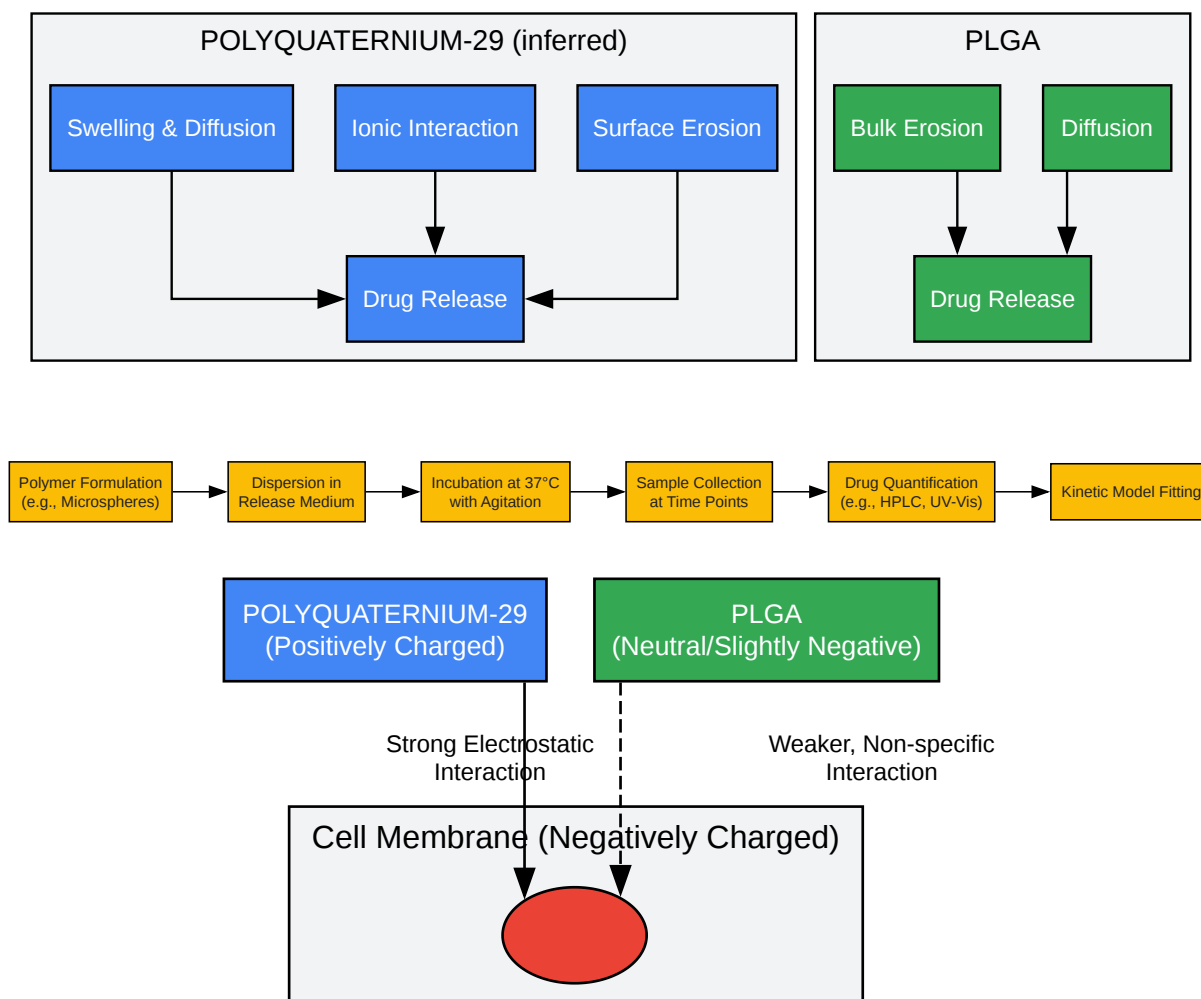 POLYQUATERNIUM-29 (inferred)
Swelling & Diffusion
Ionic Interaction
Surface Erosion
Drug Release
PLGA
Bulk Erosion
Diffusion
Drug Release
Polymer Formulation
(e.g., Microspheres)
Dispersion in
Release Medium
Incubation at 37°C
with Agitation
Sample Collection
at Time Points
Drug Quantification
(e.g., HPLC, UV-Vis)
Kinetic Model Fitting
POLYQUATERNIUM-29
(Positively Charged)
PLGA
(Neutral/Slightly Negative)
Strong Electrostatic
Interaction
Weaker, Non-specific
Interaction
Cell Membrane (Negatively Charged)